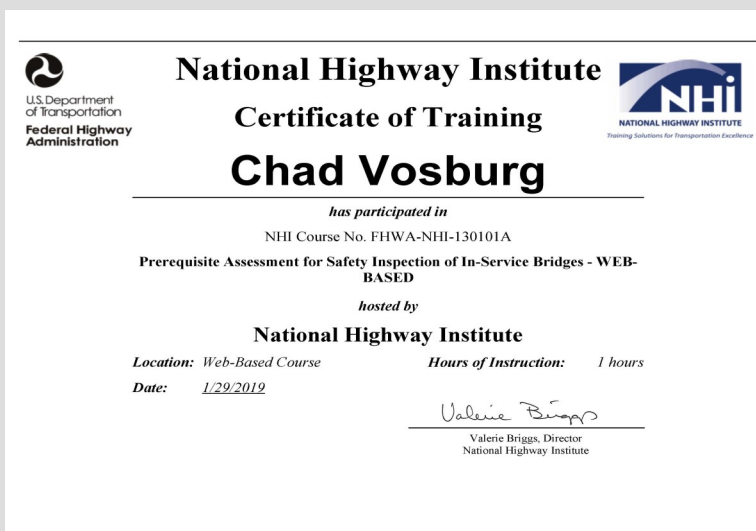 U.S. Department
of Transportation
Federal Highway
Administration
National Highway Institute
Certificate of Training
Chad Vosburg
NHi
NATIONAL HIGHWAY INSTITUTE
Training Solutions for Transportation Excellence
has participated in
NHI Course No. FHWA-NHI-130101A
Prerequisite Assessment for Safety Inspection of In-Service Bridges - WEB-
BASED
hosted by
National Highway Institute
Location: Web-Based Course Hours of Instruction: 1 hours
Date: 1/29/2019
Valerie Briggs
Valerie Briggs, Director
National Highway Institute